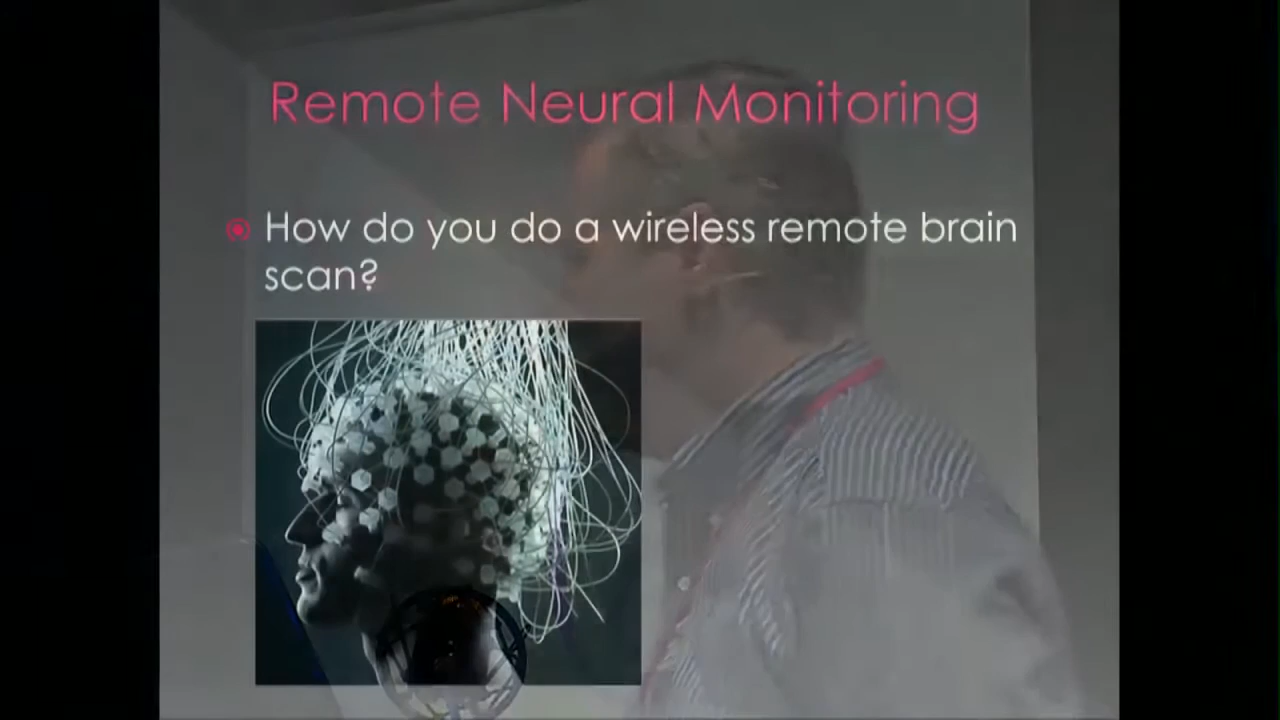 Remote Neural Monitoring
How do you do a wireless remote brain
scan?